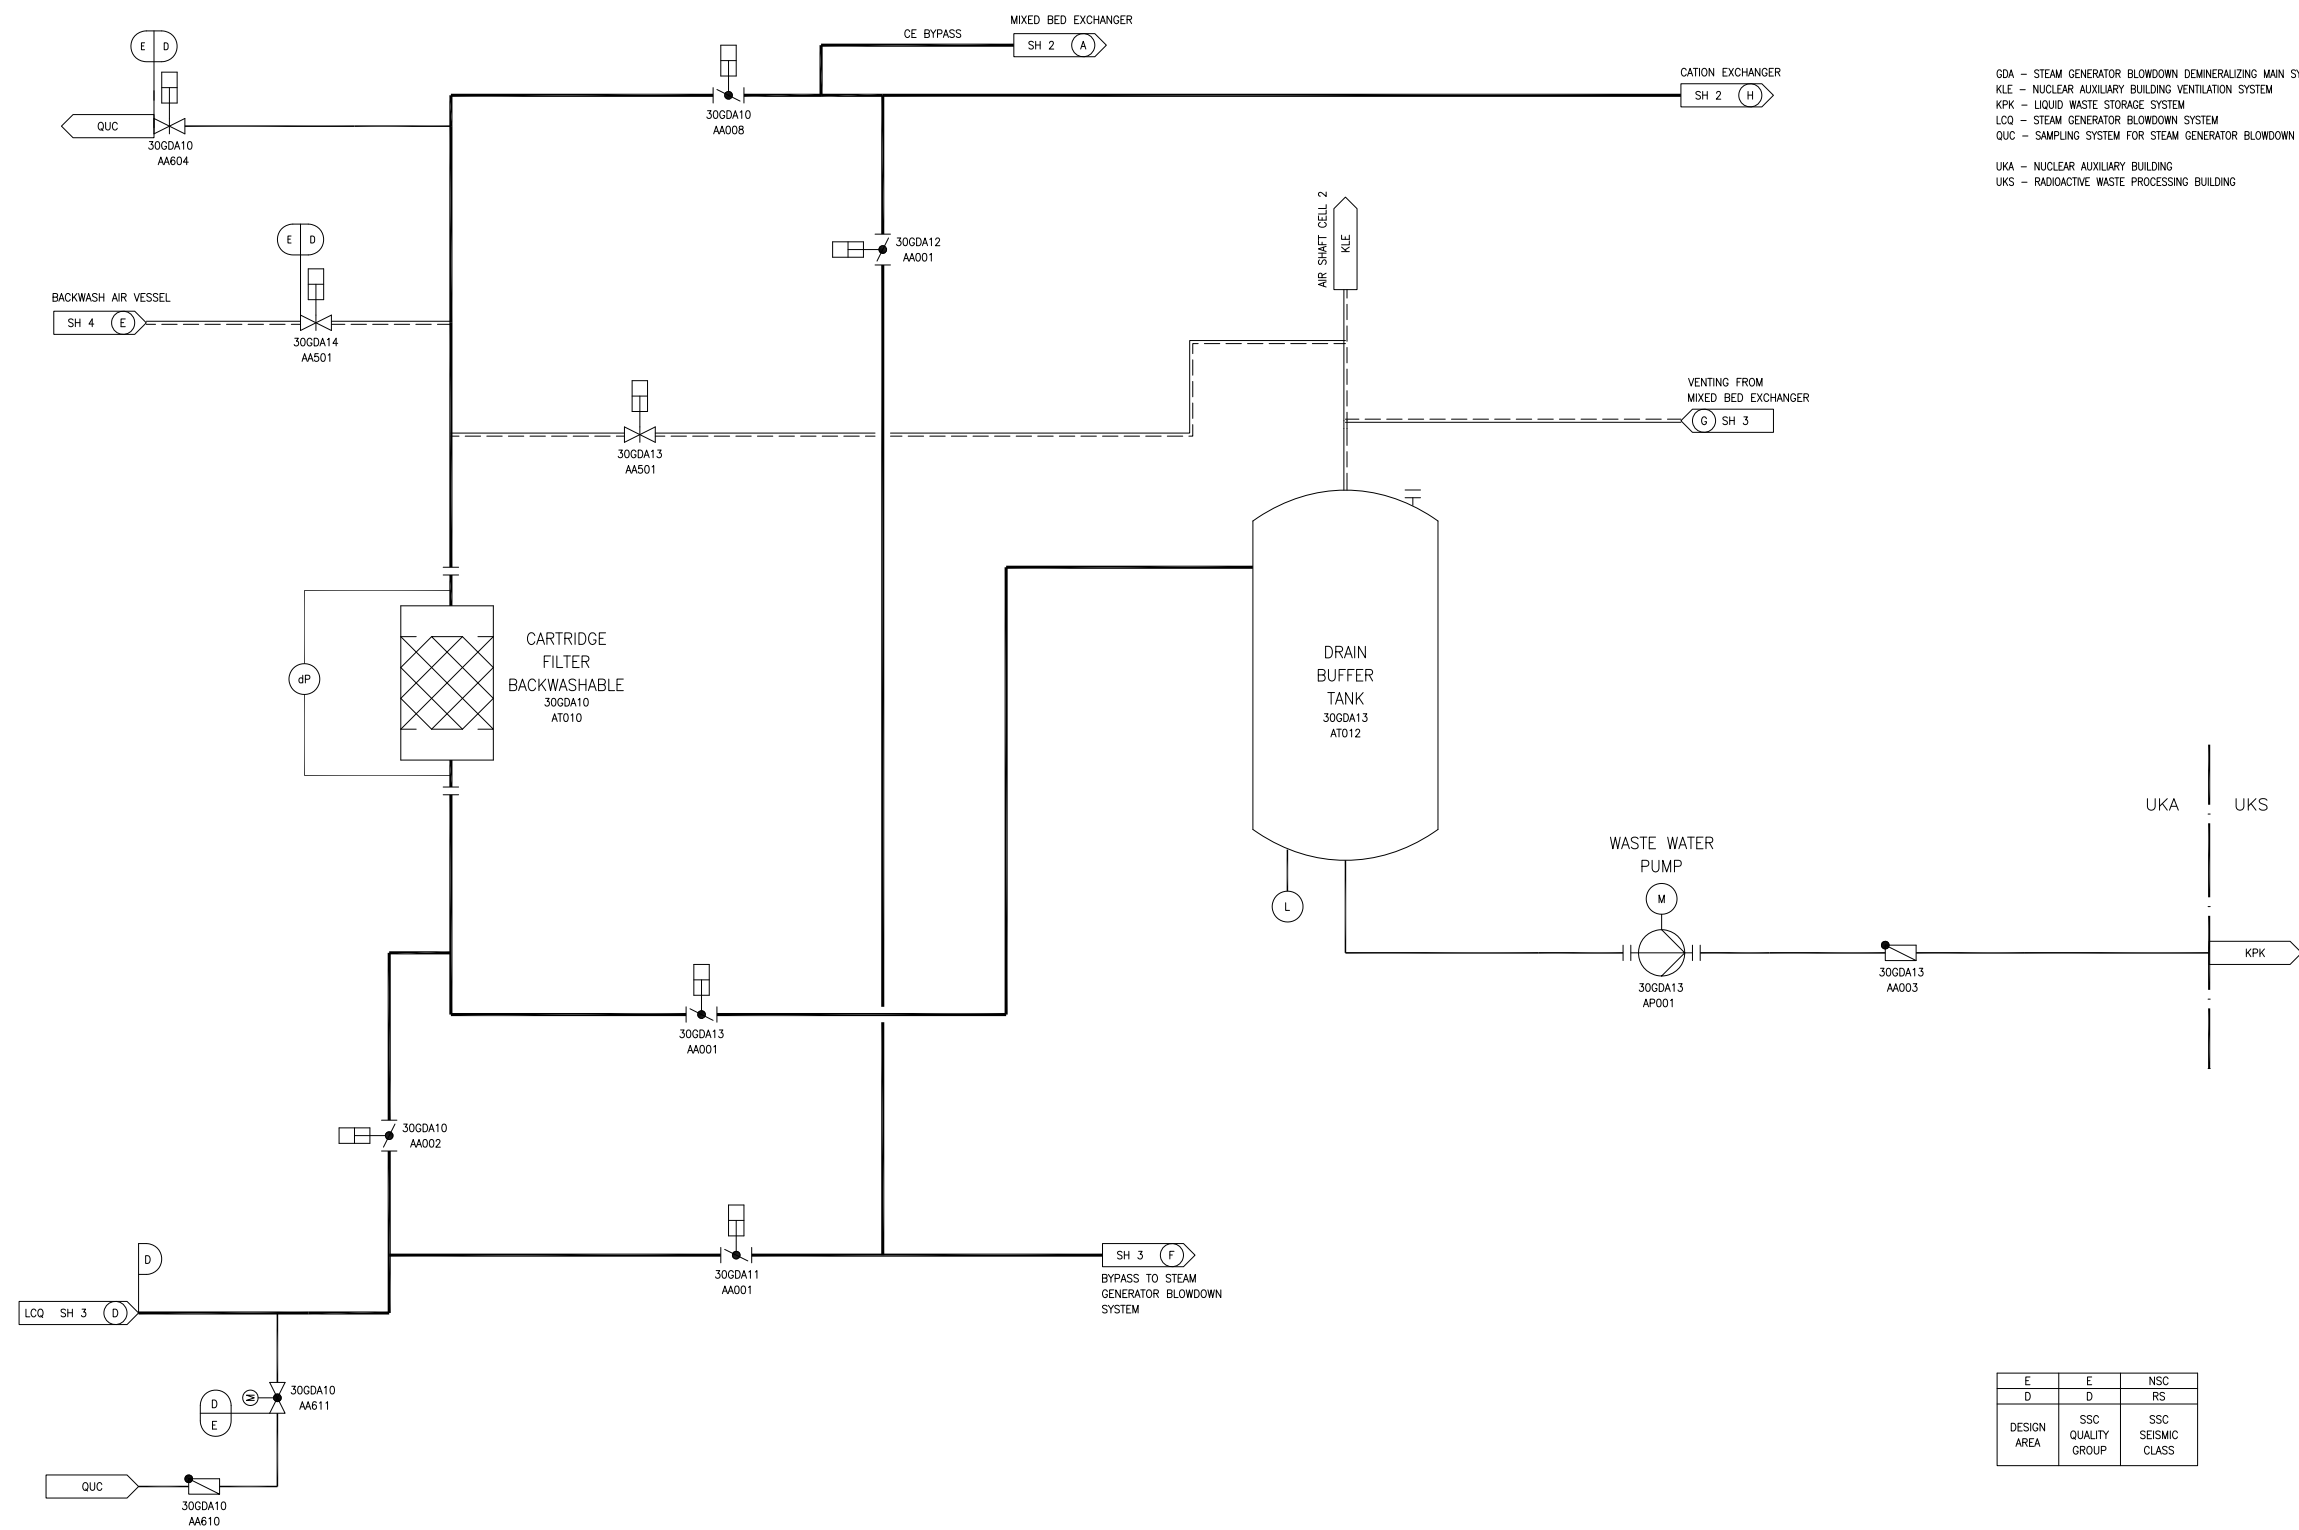 MIXED BED EXCHANGER
CE BYPASS
SH 2 A
E D
CATION EXCHANGER
SH 2 H
QUC
30GDA10
AA604
30GDA10
AA008
GDA – STEAM GENERATOR BLOWDOWN DEMINERALIZING MAIN SY
KLE – NUCLEAR AUXILIARY BUILDING VENTILATION SYSTEM
KPK – LIQUID WASTE STORAGE SYSTEM
LCQ – STEAM GENERATOR BLOWDOWN SYSTEM
QUC – SAMPLING SYSTEM FOR STEAM GENERATOR BLOWDOWN
UKA – NUCLEAR AUXILIARY BUILDING
UKS – RADIOACTIVE WASTE PROCESSING BUILDING
E D
30GDA12
AA001
AIR SHAFT CELL 2
KLE
BACKWASH AIR VESSEL
SH 4 E
30GDA14
AA501
VENTING FROM
MIXED BED EXCHANGER
G SH 3
30GDA13
AA501
dP
CARTRIDGE
FILTER
BACKWASHABLE
30GDA10
AT010
DRAIN
BUFFER
TANK
30GDA13
AT012
UKA UKS
WASTE WATER
PUMP
M
L
30GDA13
AP001
30GDA13
AA003
KPK
30GDA13
AA001
30GDA10
AA002
D
LCQ SH 3 D
30GDA11
AA001
SH 3 F
BYPASS TO STEAM
GENERATOR BLOWDOWN
SYSTEM
D
E
M
30GDA10
AA611
QUC
30GDA10
AA610
E E NSC
D D RS
DESIGN
AREA
SSC
QUALITY
GROUP
SSC
SEISMIC
CLASS